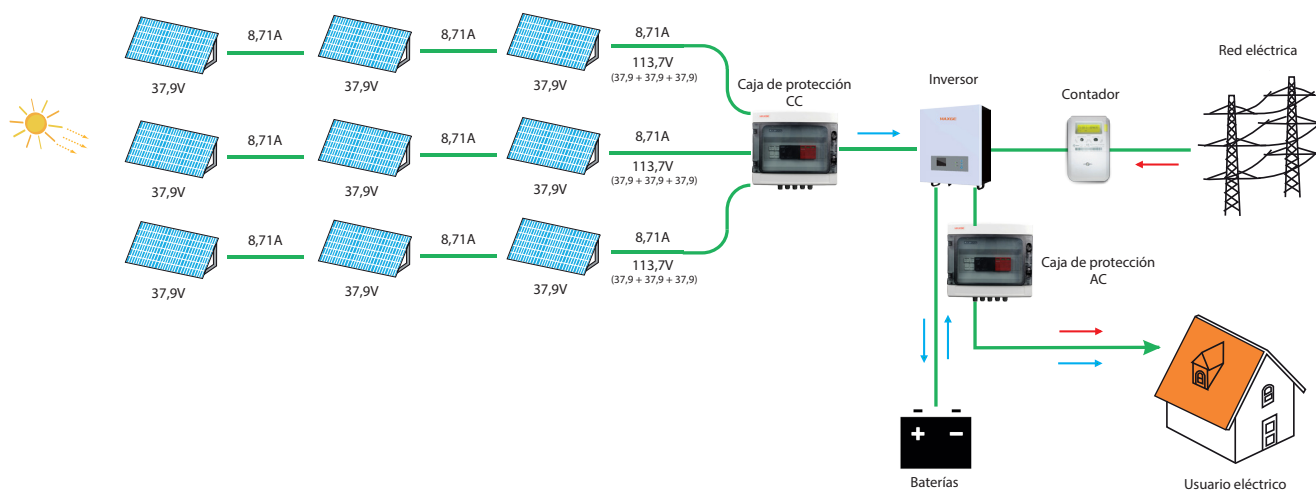 8,71A
8,71A
8,71A
37,9V
37,9V
37,9V
113,7V
(37,9 + 37,9 + 37,9)
8,71A
8,71A
8,71A
37,9V
37,9V
37,9V
113,7V
(37,9 + 37,9 + 37,9)
8,71A
8,71A
8,71A
37,9V
37,9V
37,9V
113,7V
(37,9 + 37,9 + 37,9)
Caja de protección
CC
Inversor
Contador
Red eléctrica
Caja de protección
AC
Baterías
Usuario eléctrico